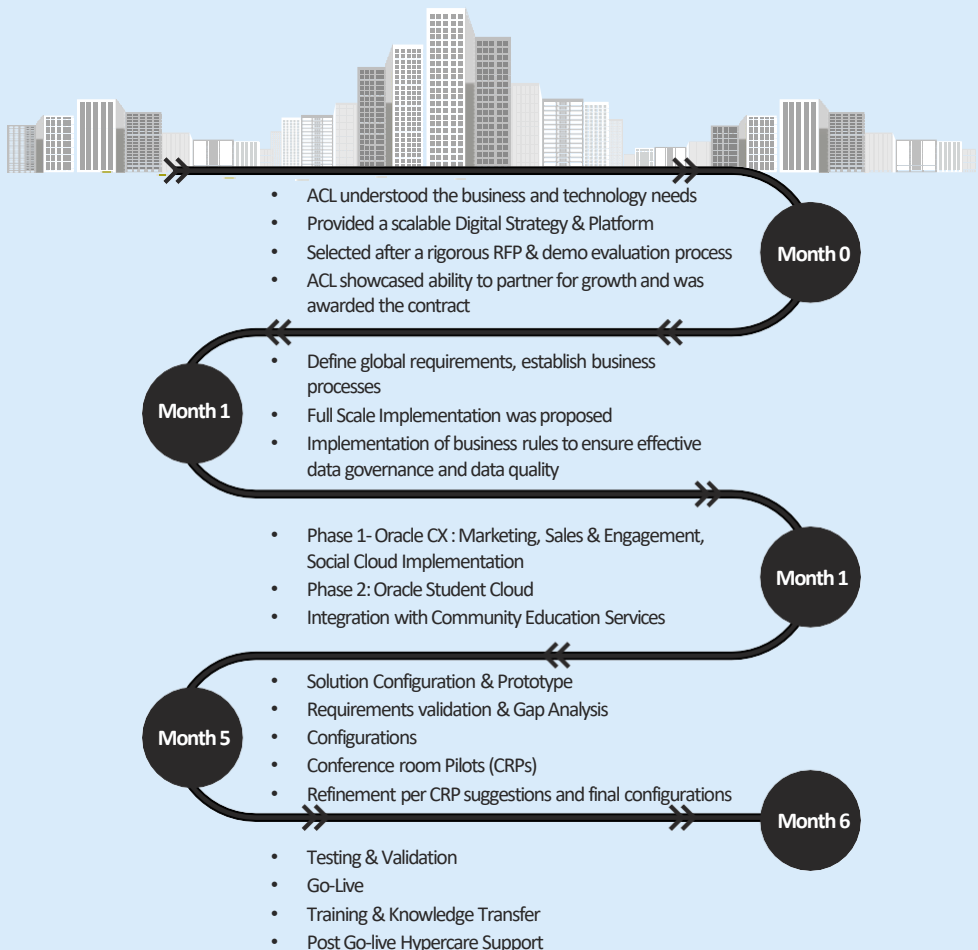 • ACL understood the business and technology needs
• Provided a scalable Digital Strategy & Platform
• Selected after a rigorous RFP & demo evaluation process
• ACL showcased ability to partner for growth and was
awarded the contract
Month 0
• Define global requirements, establish business
processes
• Full Scale Implementation was proposed
• Implementation of business rules to ensure effective
data governance and data quality
Month 1
• Phase 1- Oracle CX : Marketing, Sales & Engagement,
Social Cloud Implementation
• Phase 2: Oracle Student Cloud
• Integration with Community Education Services
Month 1
• Solution Configuration & Prototype
• Requirements validation & Gap Analysis
• Configurations
• Conference room Pilots (CRPs)
• Refinement per CRP suggestions and final configurations
Month 5
Month 6
• Testing & Validation
• Go-Live
• Training & Knowledge Transfer
• Post Go-live Hypercare Support